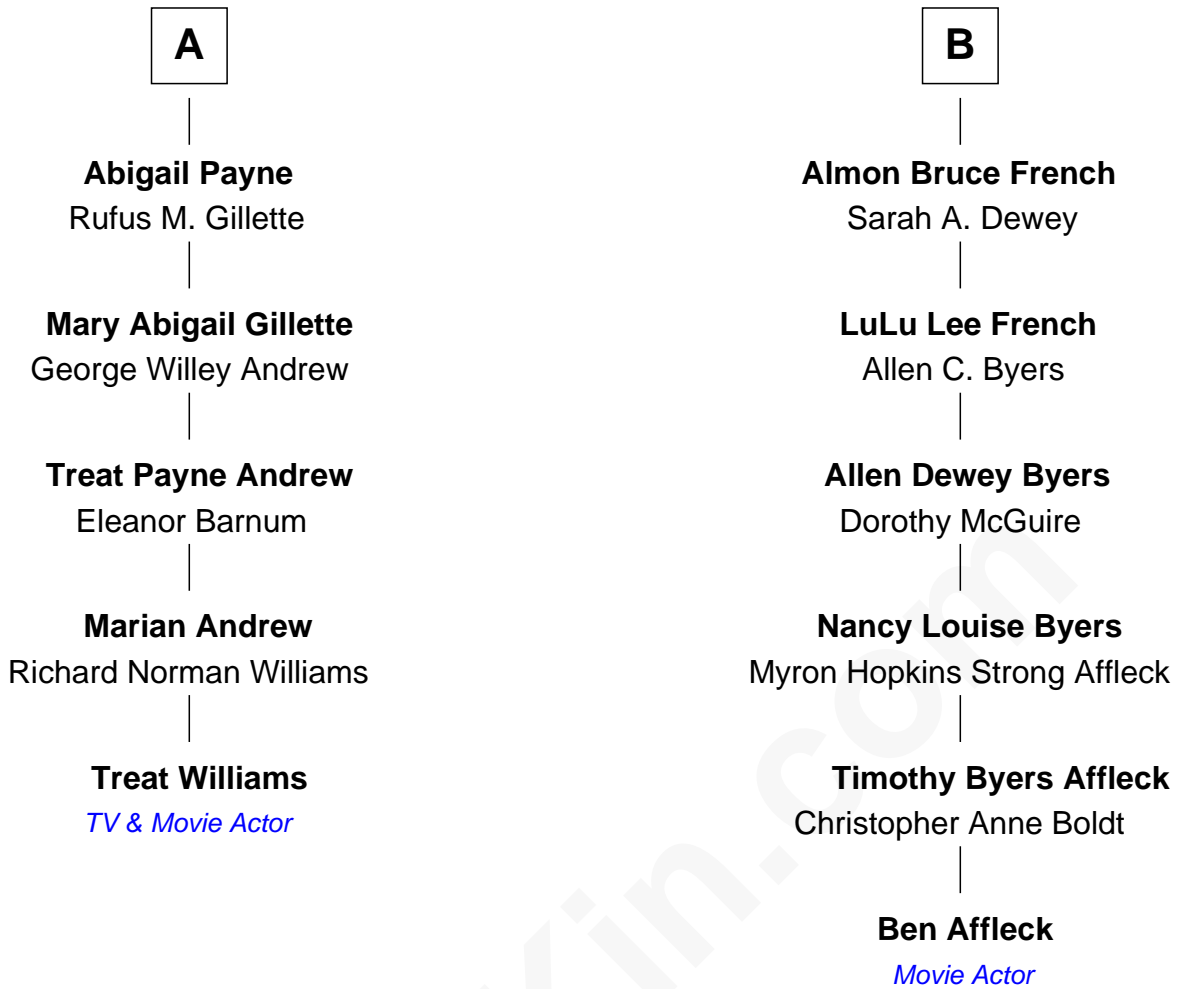 A
B
Abigail Payne
Rufus M. Gillette
Almon Bruce French
Sarah A. Dewey
Mary Abigail Gillette
George Willey Andrew
LuLu Lee French
Allen C. Byers
Treat Payne Andrew
Eleanor Barnum
Allen Dewey Byers
Dorothy McGuire
Marian Andrew
Richard Norman Williams
Nancy Louise Byers
Myron Hopkins Strong Affleck
Treat Williams
TV & Movie Actor
Timothy Byers Affleck
Christopher Anne Boldt
Ben Affleck
Movie Actor